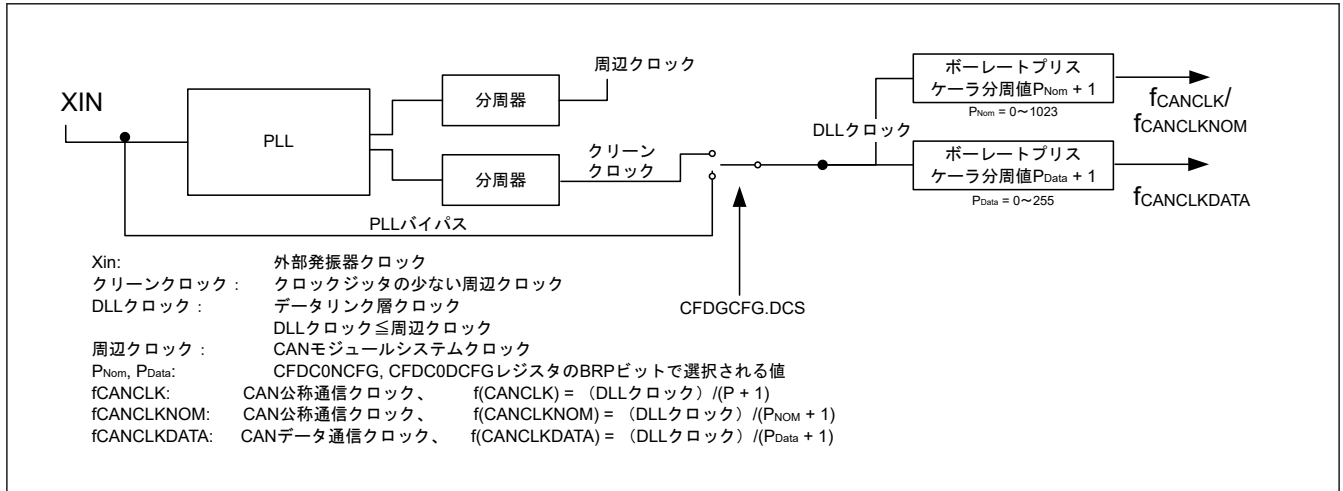 XIN
PLL
分周器
周辺クロック
分周器
クリーン
クロック
PLLバイパス
DLLクロック
ボーレートプリス
ケーラ分周値PNom + 1
PNom = 0～1023
fCANCLK/
fCANCLKNOM
ボーレートプリス
ケーラ分周値PData + 1
PData = 0～255
fCANCLKDATA
CFDGCFG.DCS
Xin: 外部発振器クロック
クリーンクロック： クロックジッタの少ない周辺クロック
DLLクロック： データリンク層クロック
DLLクロック≦周辺クロック
周辺クロック： CANモジュールシステムクロック
PNom, PData: CFDC0NCFG, CFDC0DCFGレジスタのBRPビットで選択される値
fCANCLK: CAN公称通信クロック、 f(CANCLK) = （DLLクロック）/(P + 1)
fCANCLKNOM: CAN公称通信クロック、 f(CANCLKNOM) = （DLLクロック）/(PNOM + 1)
fCANCLKDATA: CANデータ通信クロック、 f(CANCLKDATA) = （DLLクロック）/(PData + 1)